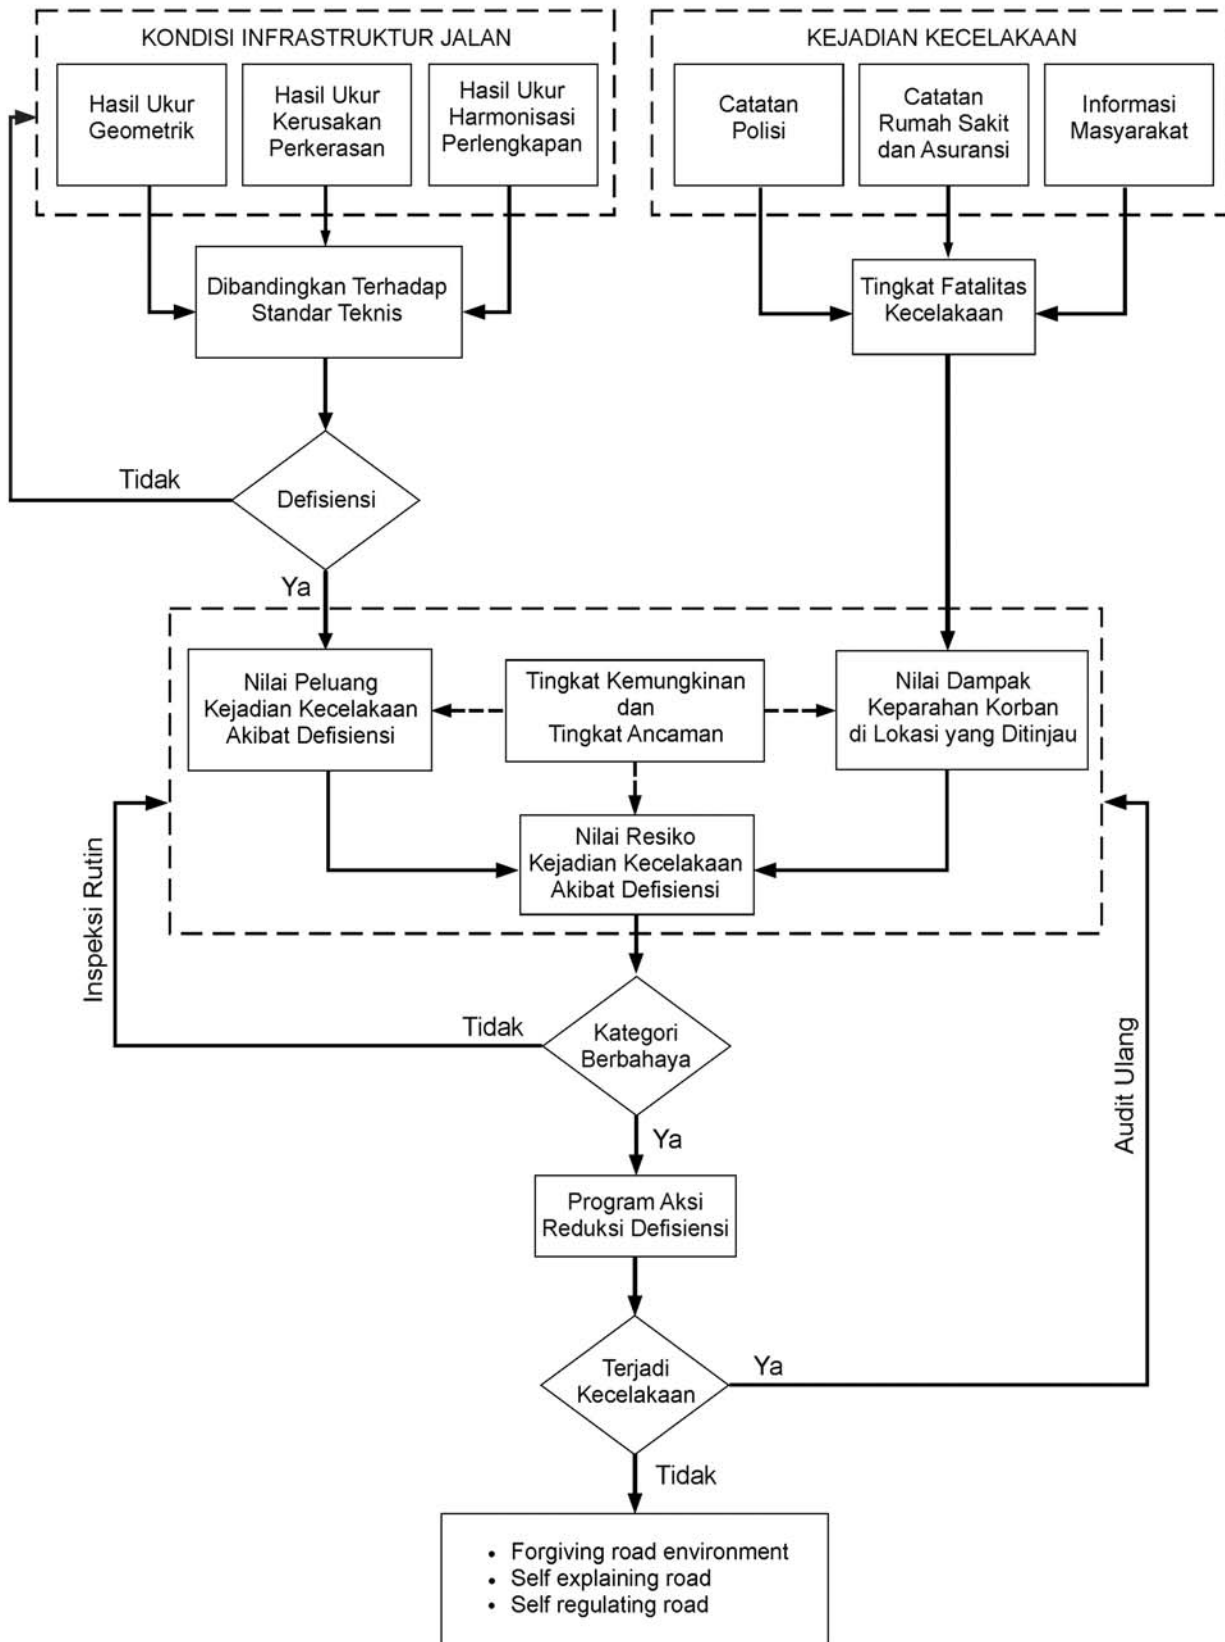 KONDISI INFRASTRUKTUR JALAN
Hasil Ukur
Geometrik
Hasil Ukur
Kerusakan
Perkerasan
Hasil Ukur
Harmonisasi
Perlengkapan
KEJADIAN KECELAKAAN
Catatan
Polisi
Catatan
Rumah Sakit
dan Asuransi
Informasi
Masyarakat
Dibandingkan Terhadap
Standar Teknis
Tingkat Fatalitas
Kecelakaan
Tidak
Defisiensi
Ya
Nilai Peluang
Kejadian Kecelakaan
Akibat Defisiensi
Tingkat Kemungkinan
dan
Tingkat Ancaman
Nilai Dampak
Keparahan Korban
di Lokasi yang Ditinjau
Nilai Resiko
Kejadian Kecelakaan
Akibat Defisiensi
Inspeksi Rutin
Tidak
Kategori
Berbahaya
Audit Ulang
Ya
Program Aksi
Reduksi Defisiensi
Terjadi
Kecelakaan
Ya
Tidak
• Forgiving road environment
• Self explaining road
• Self regulating road